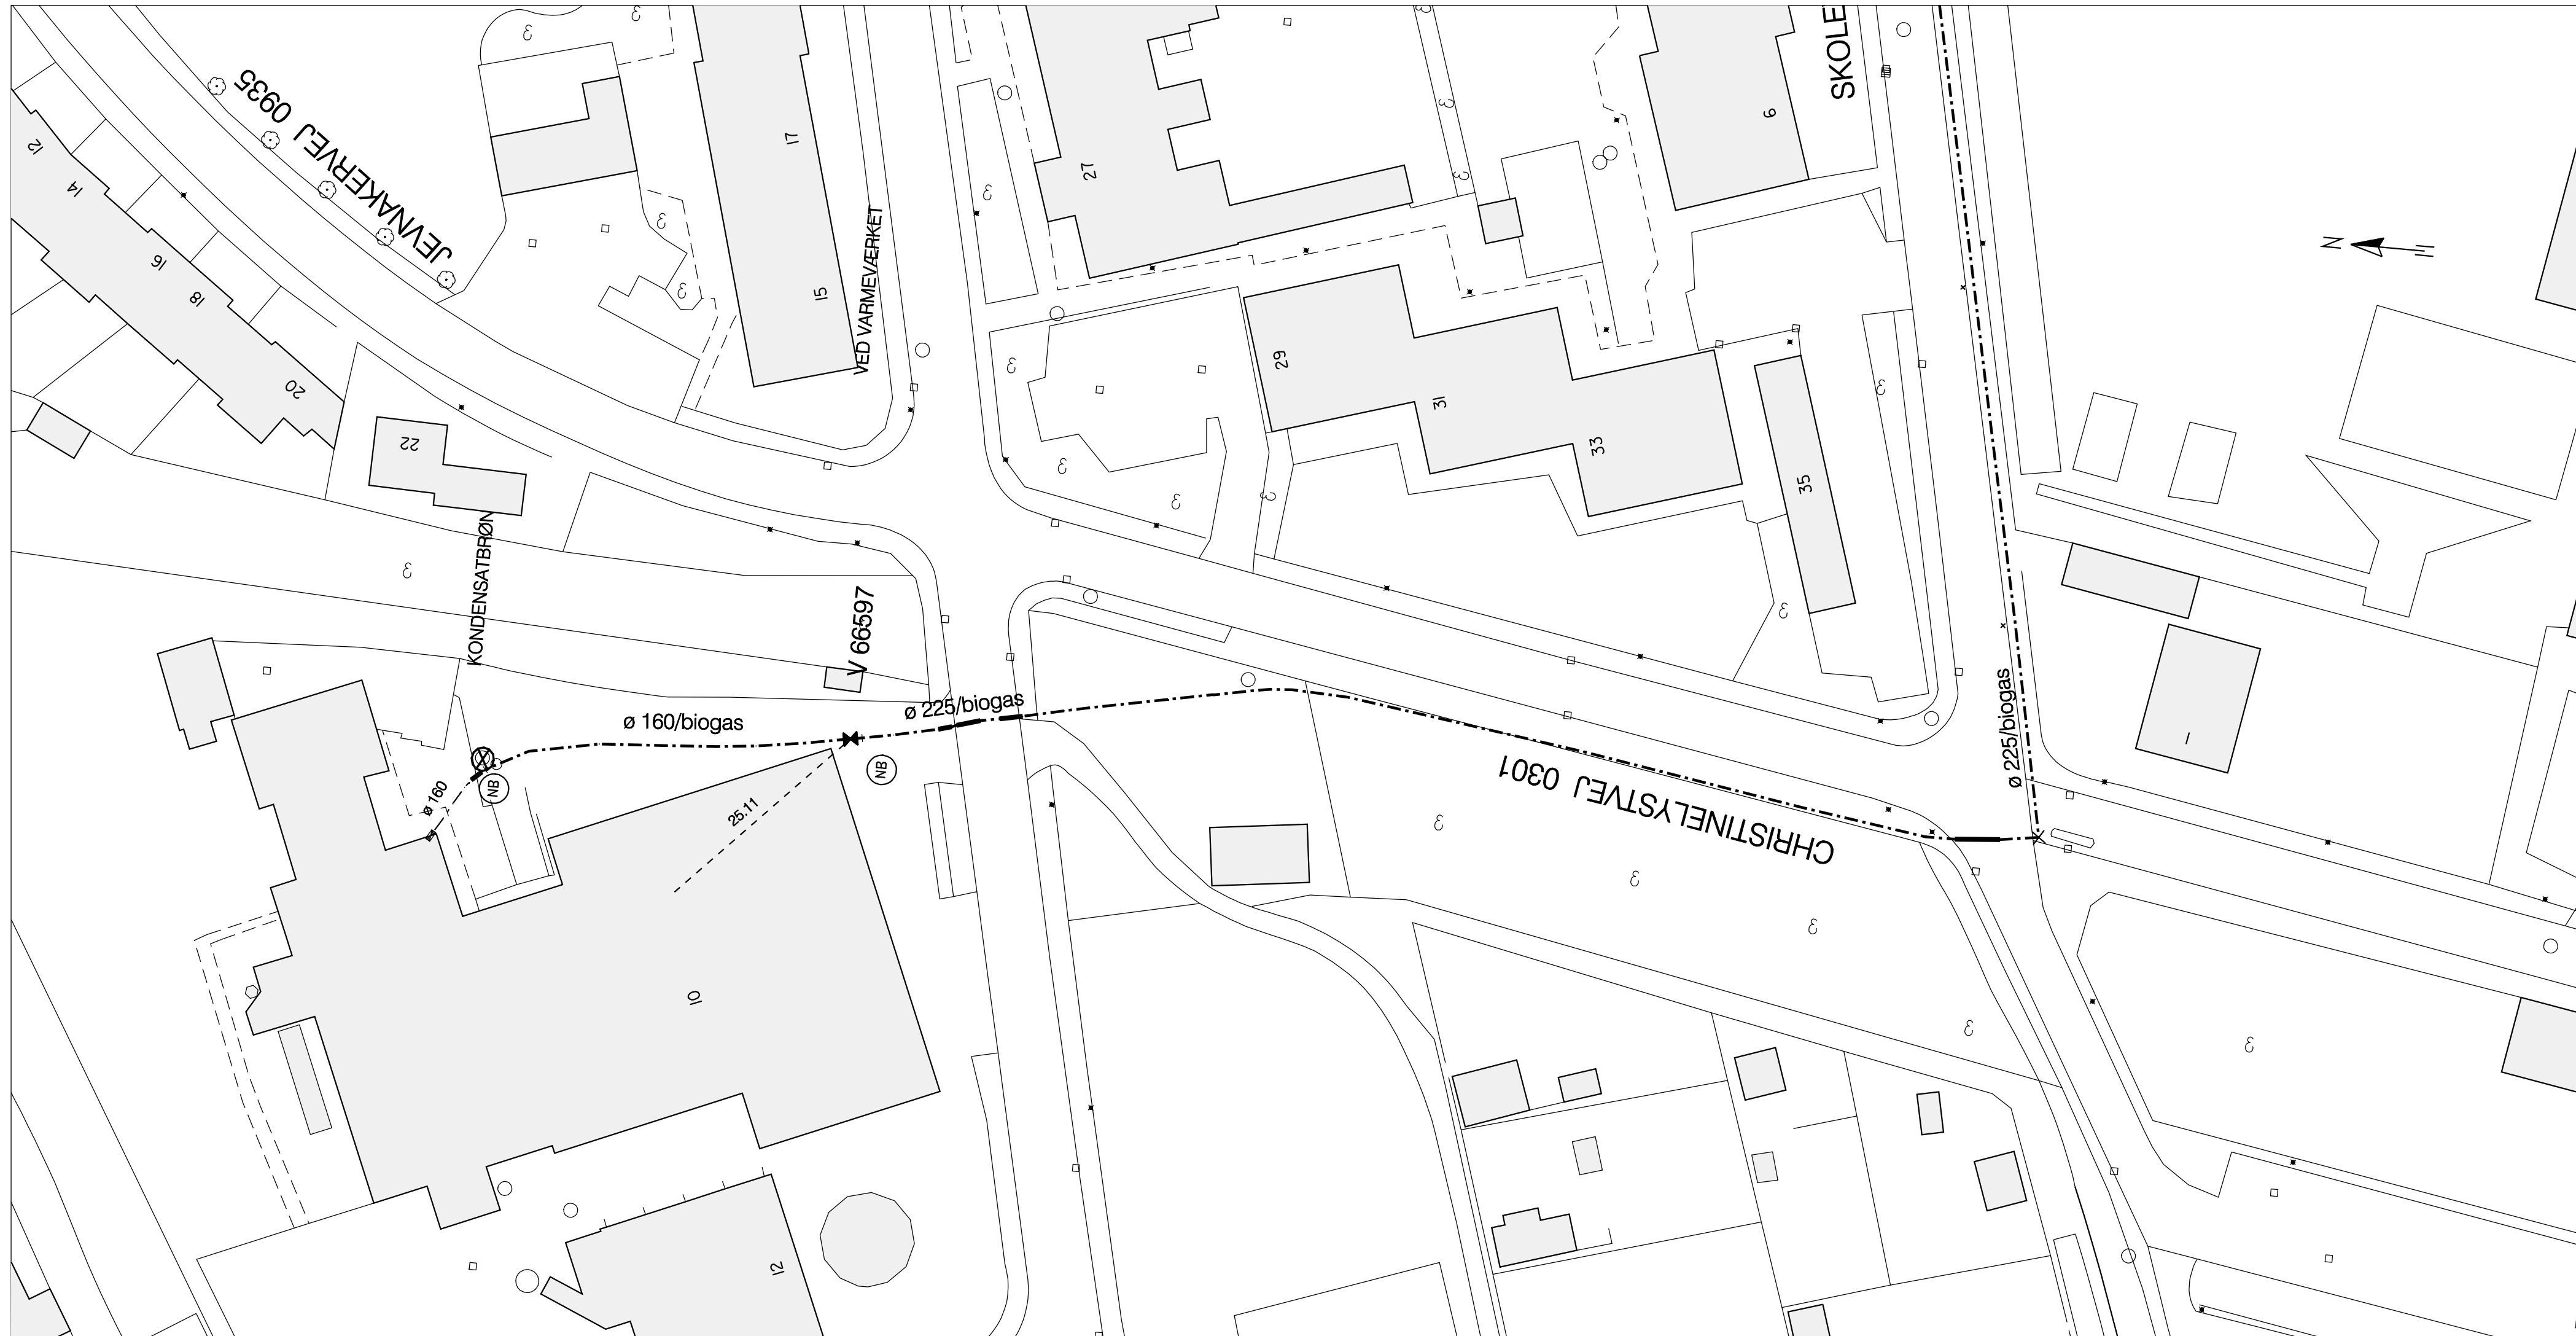 JEVNAKERVEJ 0935
SKOLE
12
14
16
18
20
22
17
15
VED VARMEVÆRKET
27
29
31
33
35
6
N
KONDENSATBRØN
V 66597
ø 160/biogas
ø 225/biogas
ø 160
NB
NB
25.11
CHRISTINELYSTVEJ 0301
ø 225/biogas
1
10
12